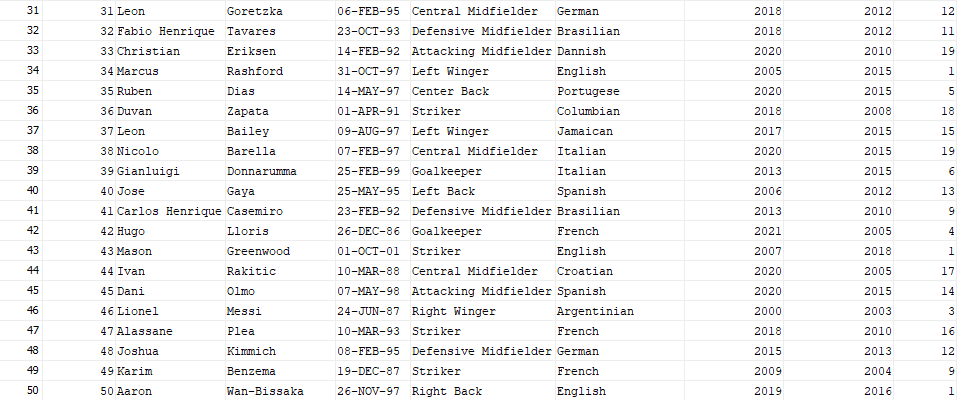 31 31 Leon Goretzka 06-FEB-95 Central Midfielder German 2018 2012 12
32 32 Fabio Henrique Tavares 23-OCT-93 Defensive Midfielder Brasilian 2018 2012 11
33 33 Christian Eriksen 14-FEB-92 Attacking Midfielder Dannish 2020 2010 19
34 34 Marcus Rashford 31-OCT-97 Left Winger English 2005 2015 1
35 35 Ruben Dias 14-MAY-97 Center Back Portugese 2020 2015 5
36 36 Duvan Zapata 01-APR-91 Striker Columbian 2018 2008 18
37 37 Leon Bailey 09-AUG-97 Left Winger Jamaican 2017 2015 15
38 38 Nicolo Barella 07-FEB-97 Central Midfielder Italian 2020 2015 19
39 39 Gianluigi Donnarumma 25-FEB-99 Goalkeeper Italian 2013 2015 6
40 40 Jose Gaya 25-MAY-95 Left Back Spanish 2006 2012 13
41 41 Carlos Henrique Casemiro 23-FEB-92 Defensive Midfielder Brasilian 2013 2010 9
42 42 Hugo Lloris 26-DEC-86 Goalkeeper French 2021 2005 4
43 43 Mason Greenwood 01-OCT-01 Striker English 2007 2018 1
44 44 Ivan Rakitic 10-MAR-88 Central Midfielder Croatian 2020 2005 17
45 45 Dani Olmo 07-MAY-98 Attacking Midfielder Spanish 2020 2015 14
46 46 Lionel Messi 24-JUN-87 Right Winger Argentinian 2000 2003 3
47 47 Alassane Plea 10-MAR-93 Striker French 2018 2010 16
48 48 Joshua Kimmich 08-FEB-95 Defensive Midfielder German 2015 2013 12
49 49 Karim Benzema 19-DEC-87 Striker French 2009 2004 9
50 50 Aaron Wan-Bissaka 26-NOV-97 Right Back English 2019 2016 1